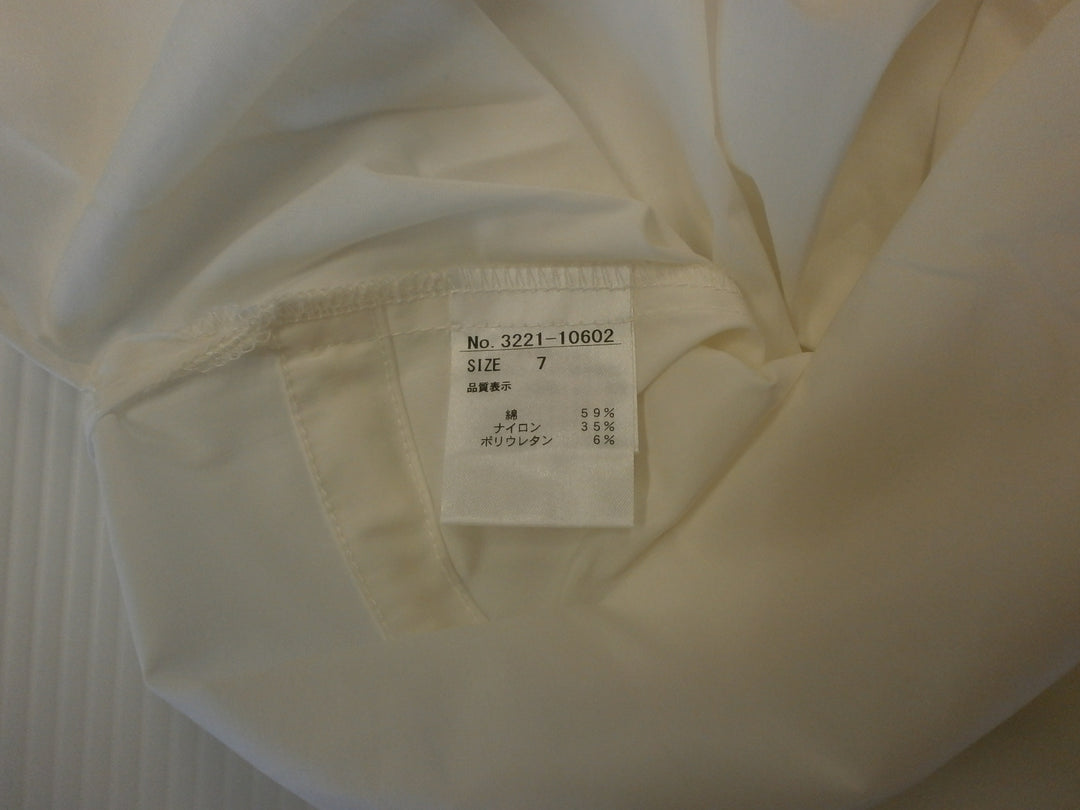 No. 3221-10602
SIZE 7
品質表示
綿 59%
ナイロン 35%
ポリウレタン 6%